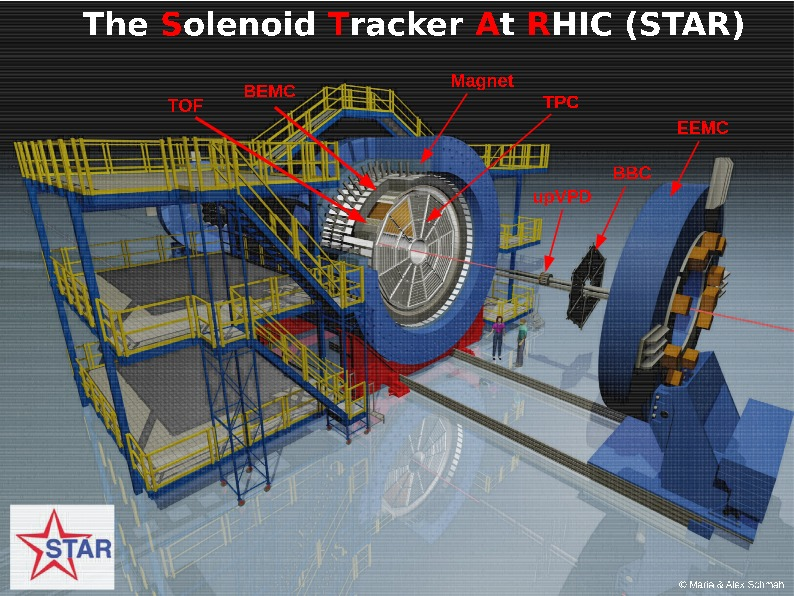 The Solenoid Tracker At RHIC (STAR)
Magnet
BEMC
TPC
TOF
EEMC
BBC
upVPD
STAR
© Maria & Alex Schmah